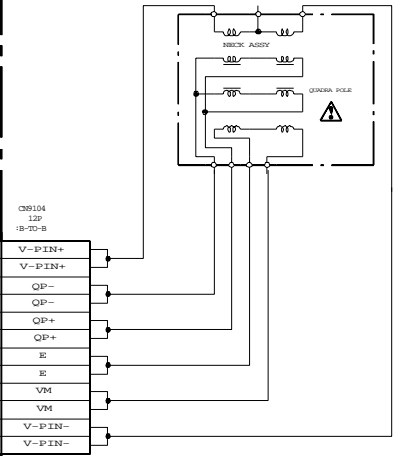 NECK ASSY
QUADRA POLE
CN9104
12P
:B-TO-B
V-PIN+
V-PIN+
QP-
QP-
QP+
QP+
E
E
VM
VM
V-PIN-
V-PIN-